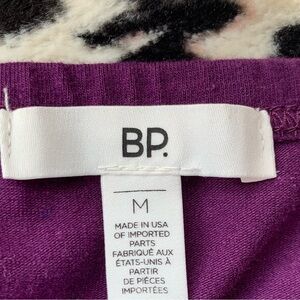 BP.
M
MADE IN USA
OF IMPORTED
PARTS
FABRIQUÉ AUX
ÉTATS-UNIS À
PARTIR
DE PIÈCES
IMPORTÉES